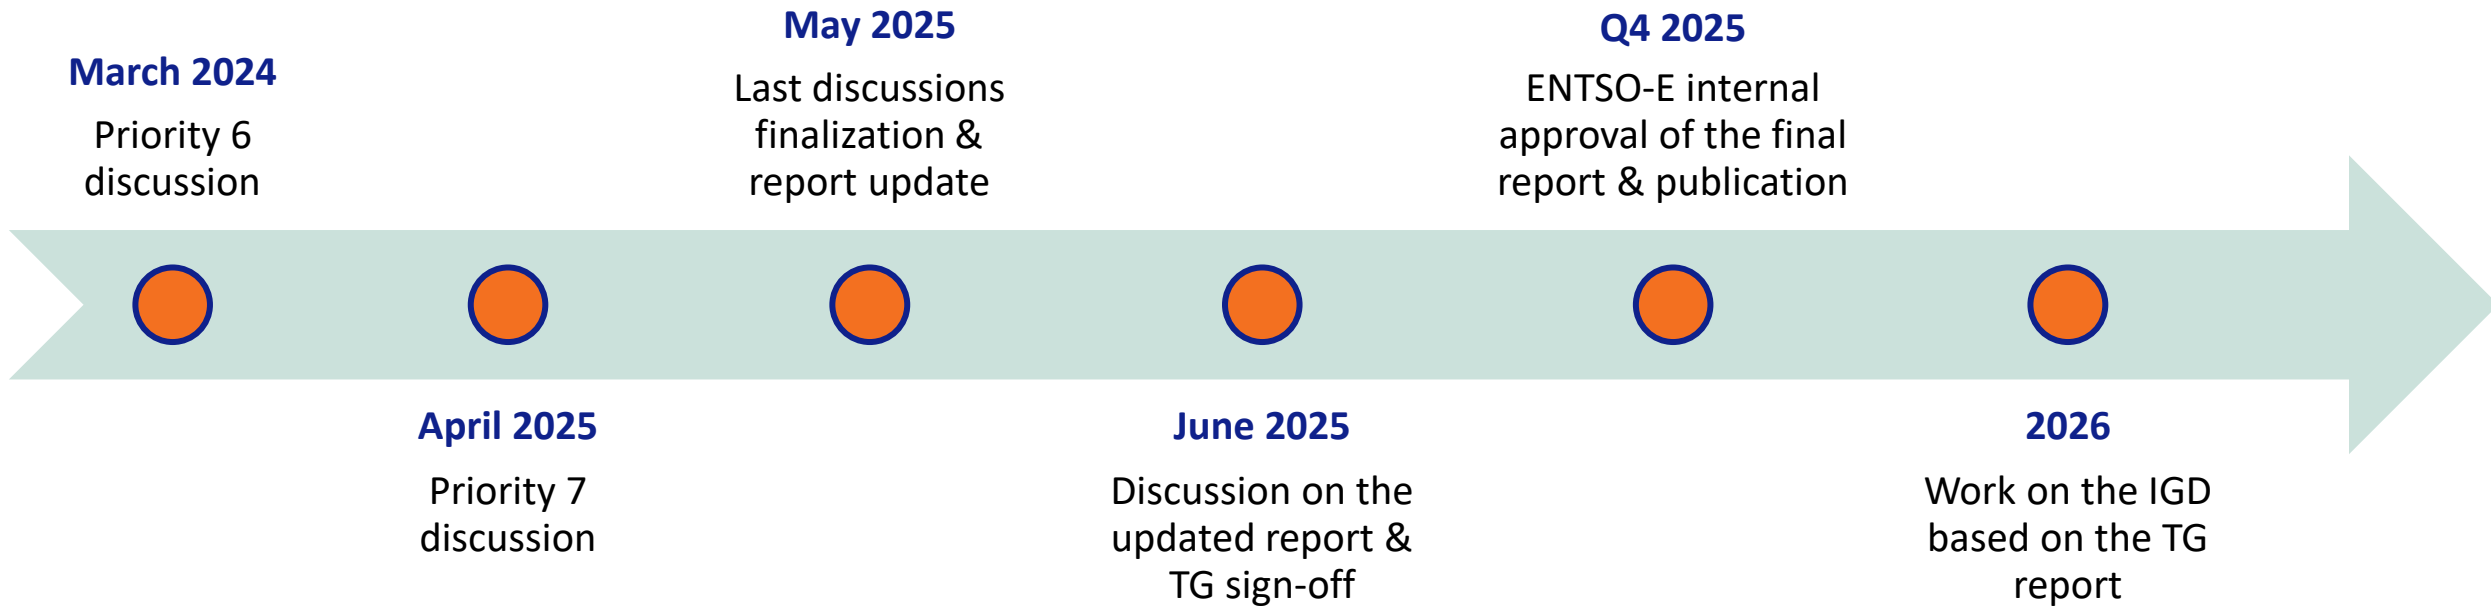 March 2024
Priority 6
discussion
April 2025
Priority 7
discussion
May 2025
Last discussions
finalization &
report update
June 2025
Discussion on the
updated report &
TG sign-off
Q4 2025
ENTSO-E internal
approval of the final
report & publication
2026
Work on the IGD
based on the TG
report